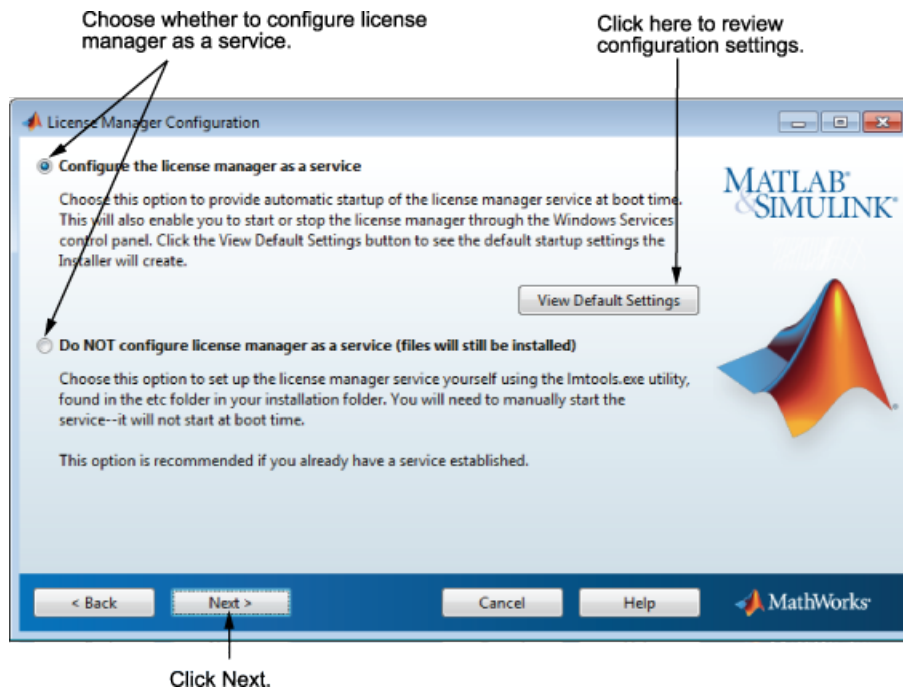 Choose whether to configure license
manager as a service.
Click here to review
configuration settings.
License Manager Configuration
Configure the license manager as a service
Choose this option to provide automatic startup of the license manager service at boot time.
This will also enable you to start or stop the license manager through the Windows Services
control panel. Click the View Default Settings button to see the default startup settings the
Installer will create.
MATLAB®
&SIMULINK®
View Default Settings
Do NOT configure license manager as a service (files will still be installed)
Choose this option to set up the license manager service yourself using the lmtools.exe utility,
found in the etc folder in your installation folder. You will need to manually start the
service--it will not start at boot time.
This option is recommended if you already have a service established.
< Back
Next >
Cancel
Help
MathWorks®
Click Next.